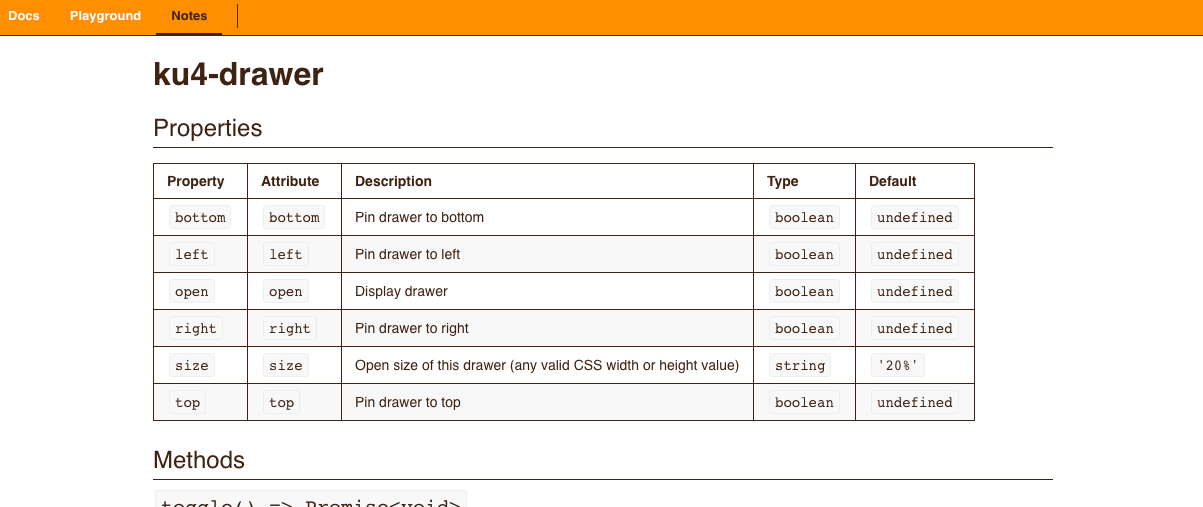 Docs Playground Notes
ku4-drawer
Properties
Property Attribute Description Type Default
bottom bottom Pin drawer to bottom boolean undefined
left left Pin drawer to left boolean undefined
open open Display drawer boolean undefined
right right Pin drawer to right boolean undefined
size size Open size of this drawer (any valid CSS width or height value) string '20%'
top top Pin drawer to top boolean undefined
Methods
toggle() => Promise<void>